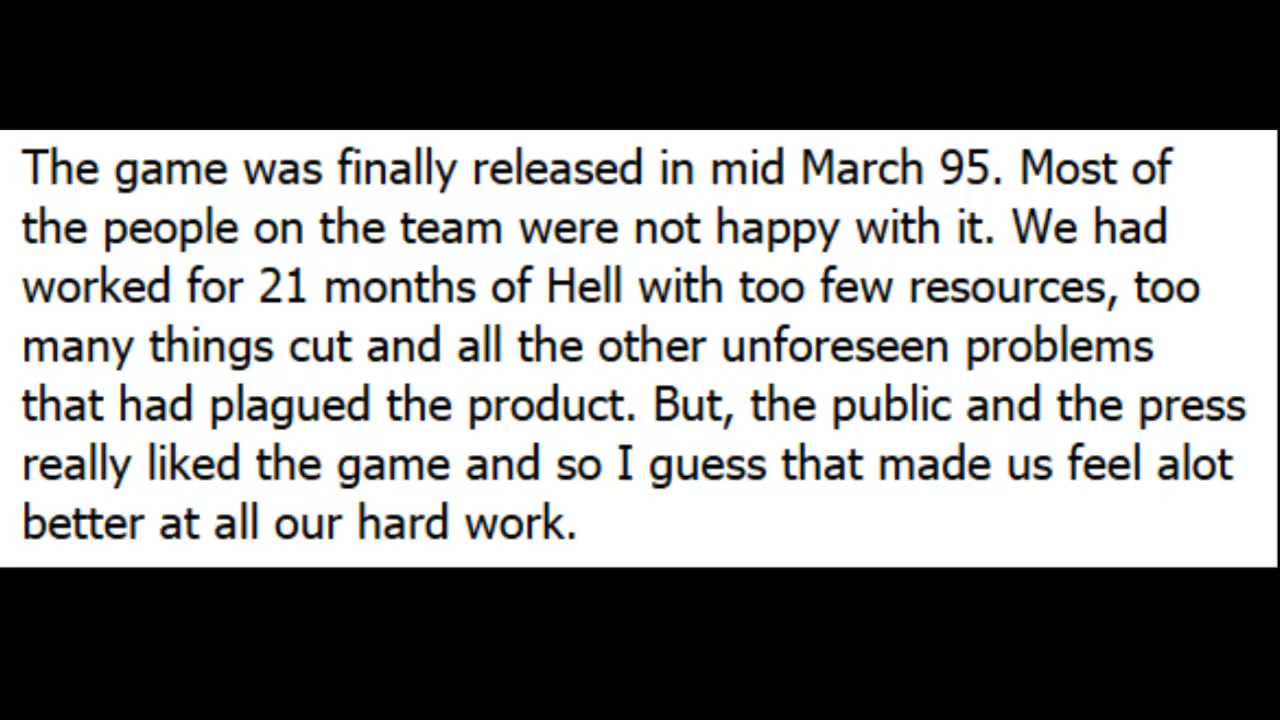 The game was finally released in mid March 95. Most of
the people on the team were not happy with it. We had
worked for 21 months of Hell with too few resources, too
many things cut and all the other unforeseen problems
that had plagued the product. But, the public and the press
really liked the game and so I guess that made us feel alot
better at all our hard work.